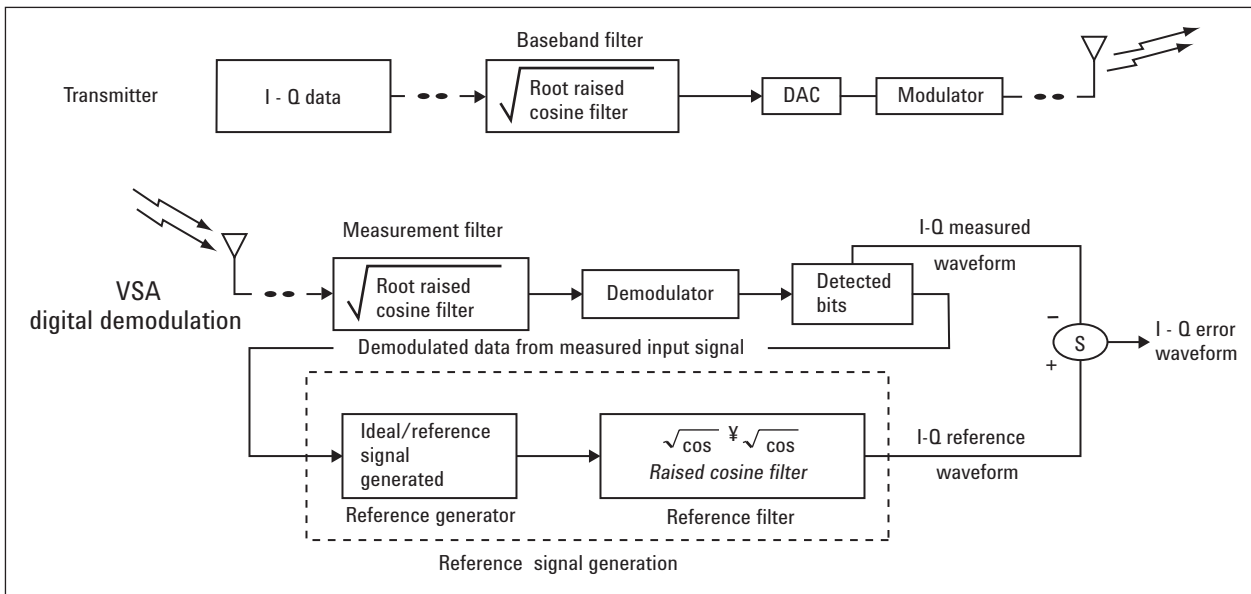 Baseband filter
Transmitter
I - Q data
√ Root raised
cosine filter
DAC
Modulator
Measurement filter
I-Q measured
waveform
VSA
digital demodulation
√ Root raised
cosine filter
Demodulator
Detected
bits
Demodulated data from measured input signal
−
S
+
I - Q error
waveform
Ideal/reference
signal
generated
√cos ¥ √cos
Raised cosine filter
I-Q reference
waveform
Reference generator
Reference filter
Reference signal generation